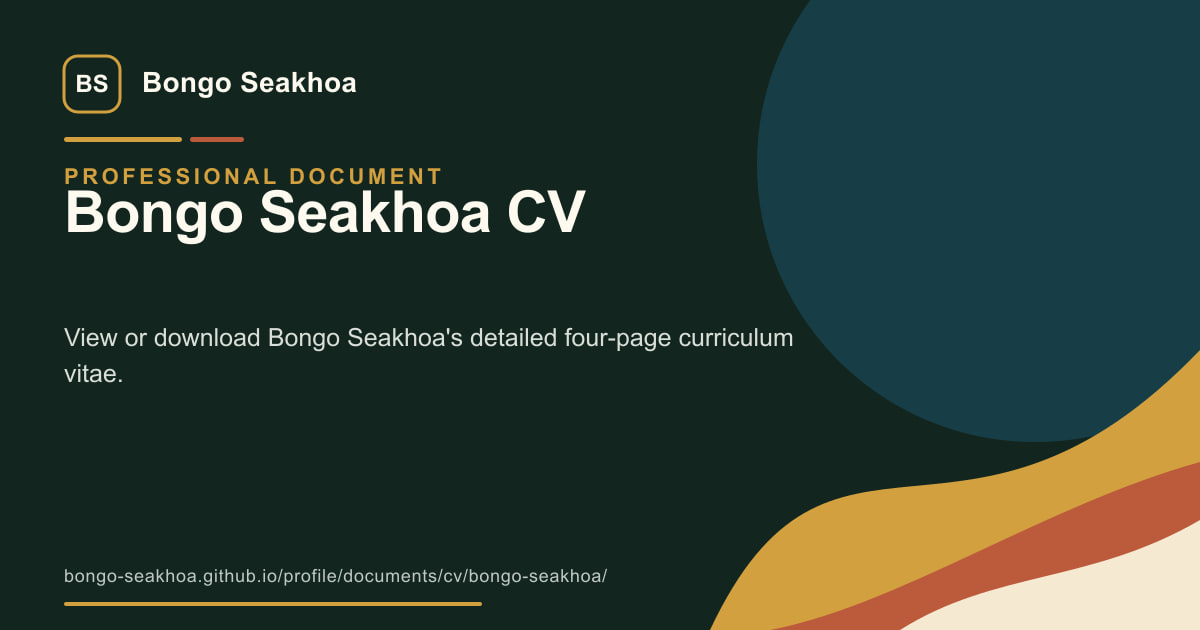 BS
Bongo Seakhoa
PROFESSIONAL DOCUMENT
Bongo Seakhoa CV
View or download Bongo Seakhoa's detailed four-page curriculum
vitae.
bongo-seakhoa.github.io/profile/documents/cv/bongo-seakhoa/